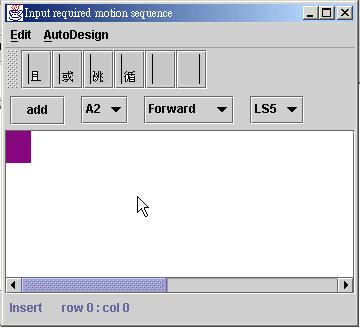 Input required motion sequence
Edit AutoDesign
且 或 跳 循
add A2 Forward LS5
Insert row 0 : col 0